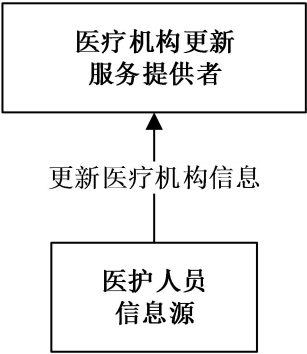 医疗机构更新
服务提供者
更新医疗机构信息
医护人员
信息源